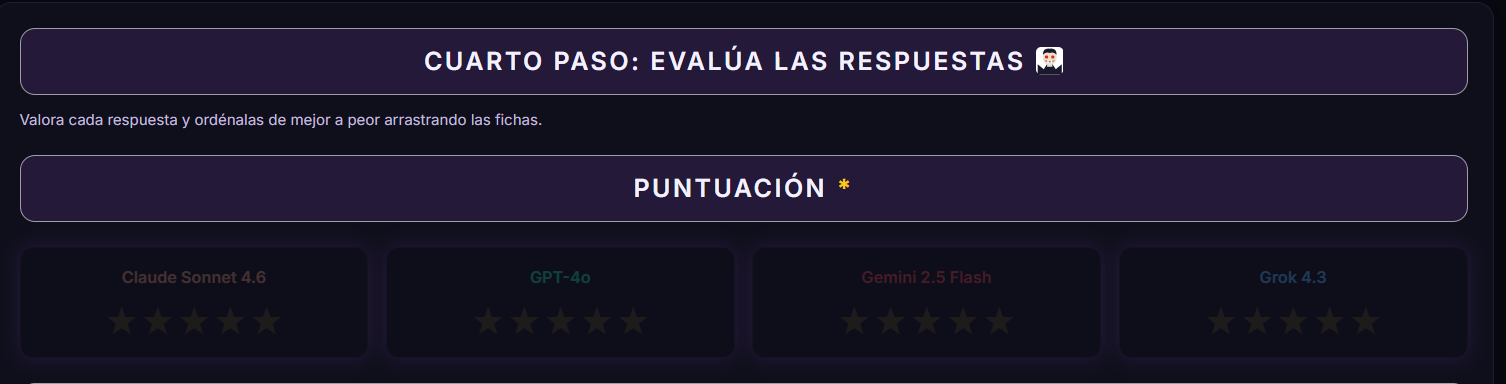 CUARTO PASO: EVALÚA LAS RESPUESTAS
Valora cada respuesta y ordénalas de mejor a peor arrastrando las fichas.
PUNTUACIÓN *
Claude Sonnet 4.6
GPT-4o
Gemini 2.5 Flash
Grok 4.3